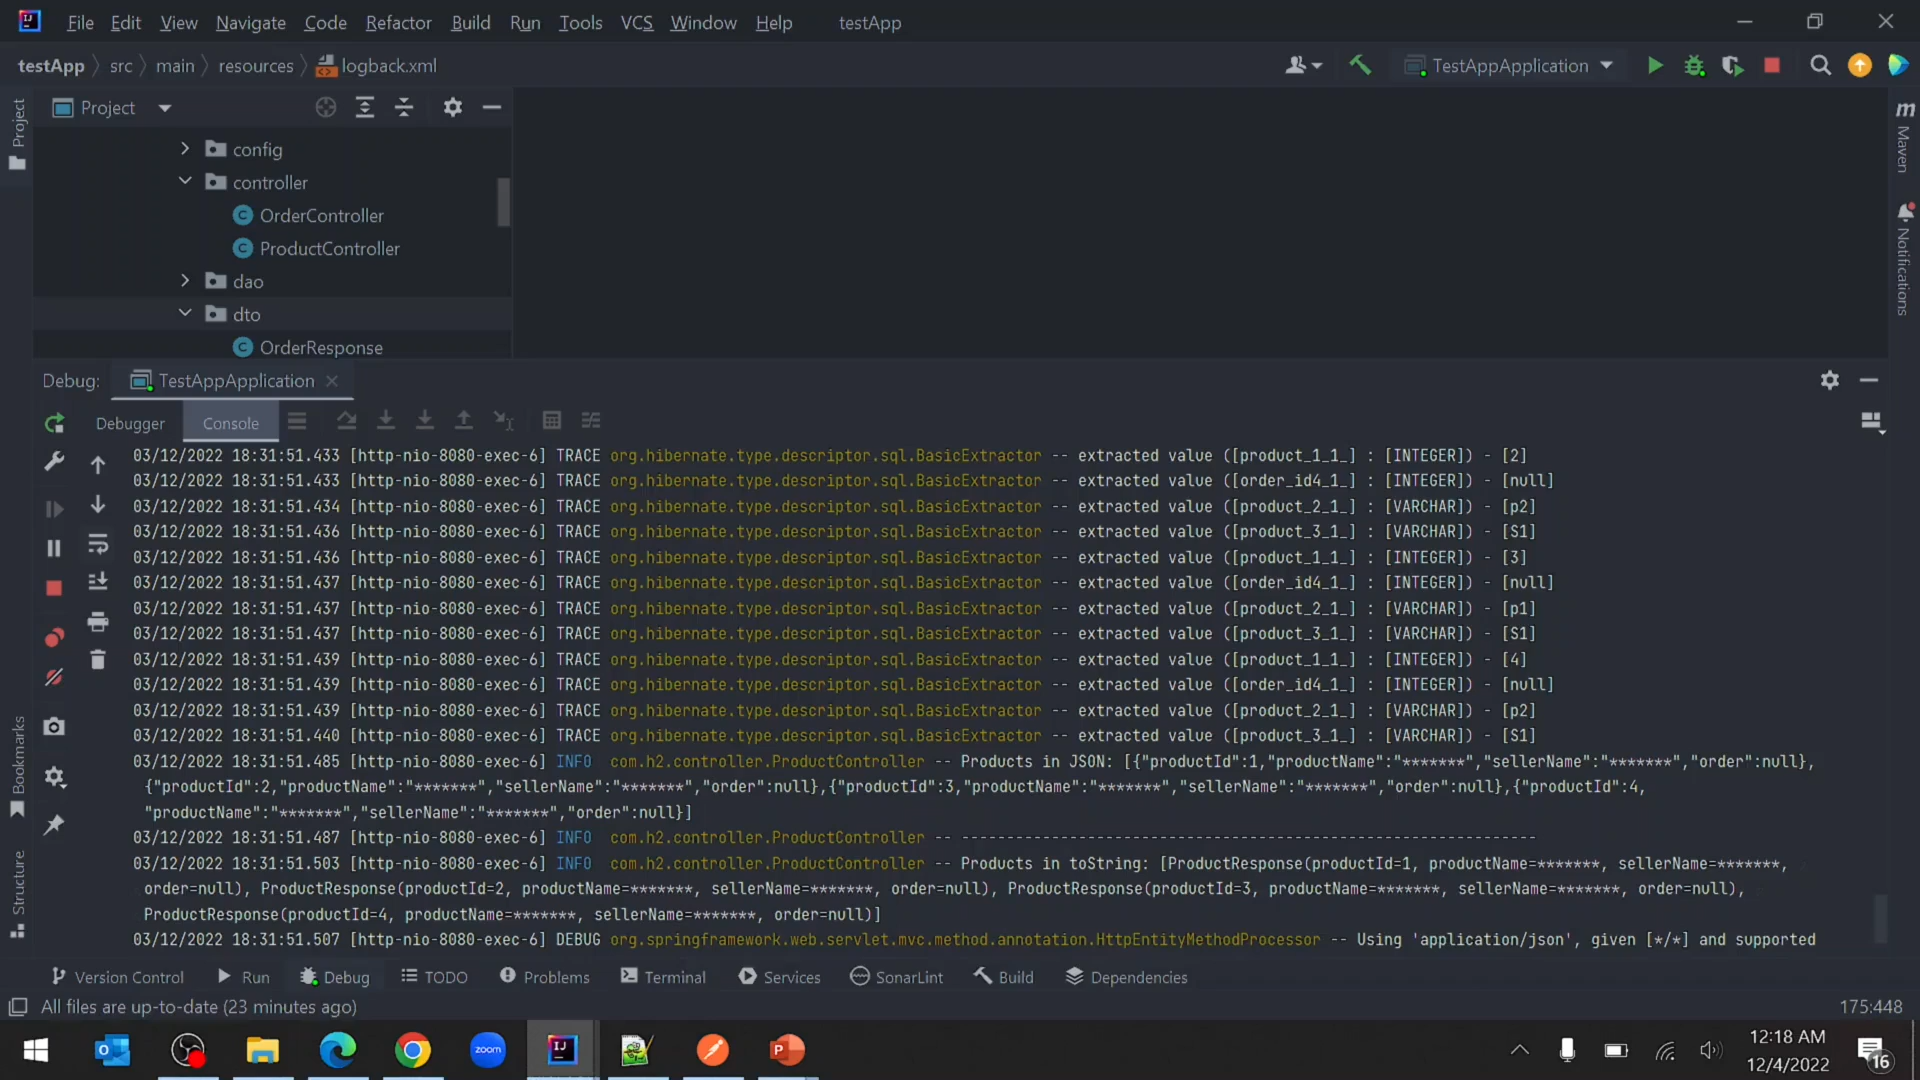 File Edit View Navigate Code Refactor Build Run Tools VCS Window Help testApp
testApp src main resources logback.xml TestAppApplication
Project
Project
config
controller
OrderController
ProductController
dao
dto
OrderResponse
m
Maven
Notifications
Debug: TestAppApplication
Debugger Console
03/12/2022 18:31:51.433 [http-nio-8080-exec-6] TRACE org.hibernate.type.descriptor.sql.BasicExtractor -- extracted value ([product_1_1_] : [INTEGER]) - [2]
03/12/2022 18:31:51.433 [http-nio-8080-exec-6] TRACE org.hibernate.type.descriptor.sql.BasicExtractor -- extracted value ([order_id4_1_] : [INTEGER]) - [null]
03/12/2022 18:31:51.434 [http-nio-8080-exec-6] TRACE org.hibernate.type.descriptor.sql.BasicExtractor -- extracted value ([product_2_1_] : [VARCHAR]) - [p2]
03/12/2022 18:31:51.436 [http-nio-8080-exec-6] TRACE org.hibernate.type.descriptor.sql.BasicExtractor -- extracted value ([product_3_1_] : [VARCHAR]) - [S1]
03/12/2022 18:31:51.436 [http-nio-8080-exec-6] TRACE org.hibernate.type.descriptor.sql.BasicExtractor -- extracted value ([product_1_1_] : [INTEGER]) - [3]
03/12/2022 18:31:51.437 [http-nio-8080-exec-6] TRACE org.hibernate.type.descriptor.sql.BasicExtractor -- extracted value ([order_id4_1_] : [INTEGER]) - [null]
03/12/2022 18:31:51.437 [http-nio-8080-exec-6] TRACE org.hibernate.type.descriptor.sql.BasicExtractor -- extracted value ([product_2_1_] : [VARCHAR]) - [p1]
03/12/2022 18:31:51.437 [http-nio-8080-exec-6] TRACE org.hibernate.type.descriptor.sql.BasicExtractor -- extracted value ([product_3_1_] : [VARCHAR]) - [S1]
03/12/2022 18:31:51.439 [http-nio-8080-exec-6] TRACE org.hibernate.type.descriptor.sql.BasicExtractor -- extracted value ([product_1_1_] : [INTEGER]) - [4]
03/12/2022 18:31:51.439 [http-nio-8080-exec-6] TRACE org.hibernate.type.descriptor.sql.BasicExtractor -- extracted value ([order_id4_1_] : [INTEGER]) - [null]
03/12/2022 18:31:51.439 [http-nio-8080-exec-6] TRACE org.hibernate.type.descriptor.sql.BasicExtractor -- extracted value ([product_2_1_] : [VARCHAR]) - [p2]
03/12/2022 18:31:51.440 [http-nio-8080-exec-6] TRACE org.hibernate.type.descriptor.sql.BasicExtractor -- extracted value ([product_3_1_] : [VARCHAR]) - [S1]
03/12/2022 18:31:51.485 [http-nio-8080-exec-6] INFO com.h2.controller.ProductController -- Products in JSON: [{"productId":1,"productName":"*******","sellerName":"*******","order":null},
{"productId":2,"productName":"*******","sellerName":"*******","order":null},{"productId":3,"productName":"*******","sellerName":"*******","order":null},{"productId":4,
"productName":"*******","sellerName":"*******","order":null}]
03/12/2022 18:31:51.487 [http-nio-8080-exec-6] INFO com.h2.controller.ProductController -- ----------------------------------------------------------------
03/12/2022 18:31:51.503 [http-nio-8080-exec-6] INFO com.h2.controller.ProductController -- Products in toString: [ProductResponse(productId=1, productName=*******, sellerName=*******,
order=null), ProductResponse(productId=2, productName=*******, sellerName=*******, order=null), ProductResponse(productId=3, productName=*******, sellerName=*******, order=null),
ProductResponse(productId=4, productName=*******, sellerName=*******, order=null)]
03/12/2022 18:31:51.507 [http-nio-8080-exec-6] DEBUG org.springframework.web.servlet.mvc.method.annotation.HttpEntityMethodProcessor -- Using 'application/json', given [*/*] and supported
Bookmarks
Structure
Version Control Run Debug TODO Problems Terminal Services SonarLint Build Dependencies
All files are up-to-date (23 minutes ago) 175:448
zoom
12:18 AM
12/4/2022
16